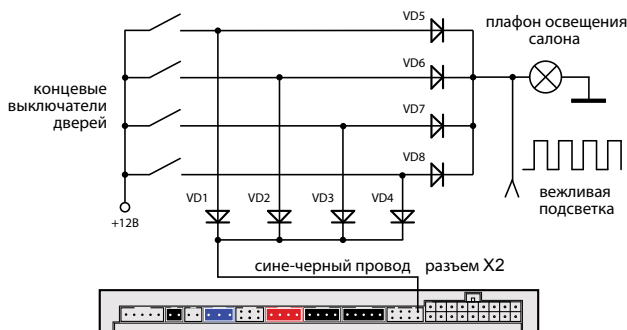 VD5
плафон освещения
салона
VD6
концевые
выключатели
дверей
VD7
VD8
VD1
VD2
VD3
VD4
вежливая
подсветка
+12В
сине-черный провод
разъем X2